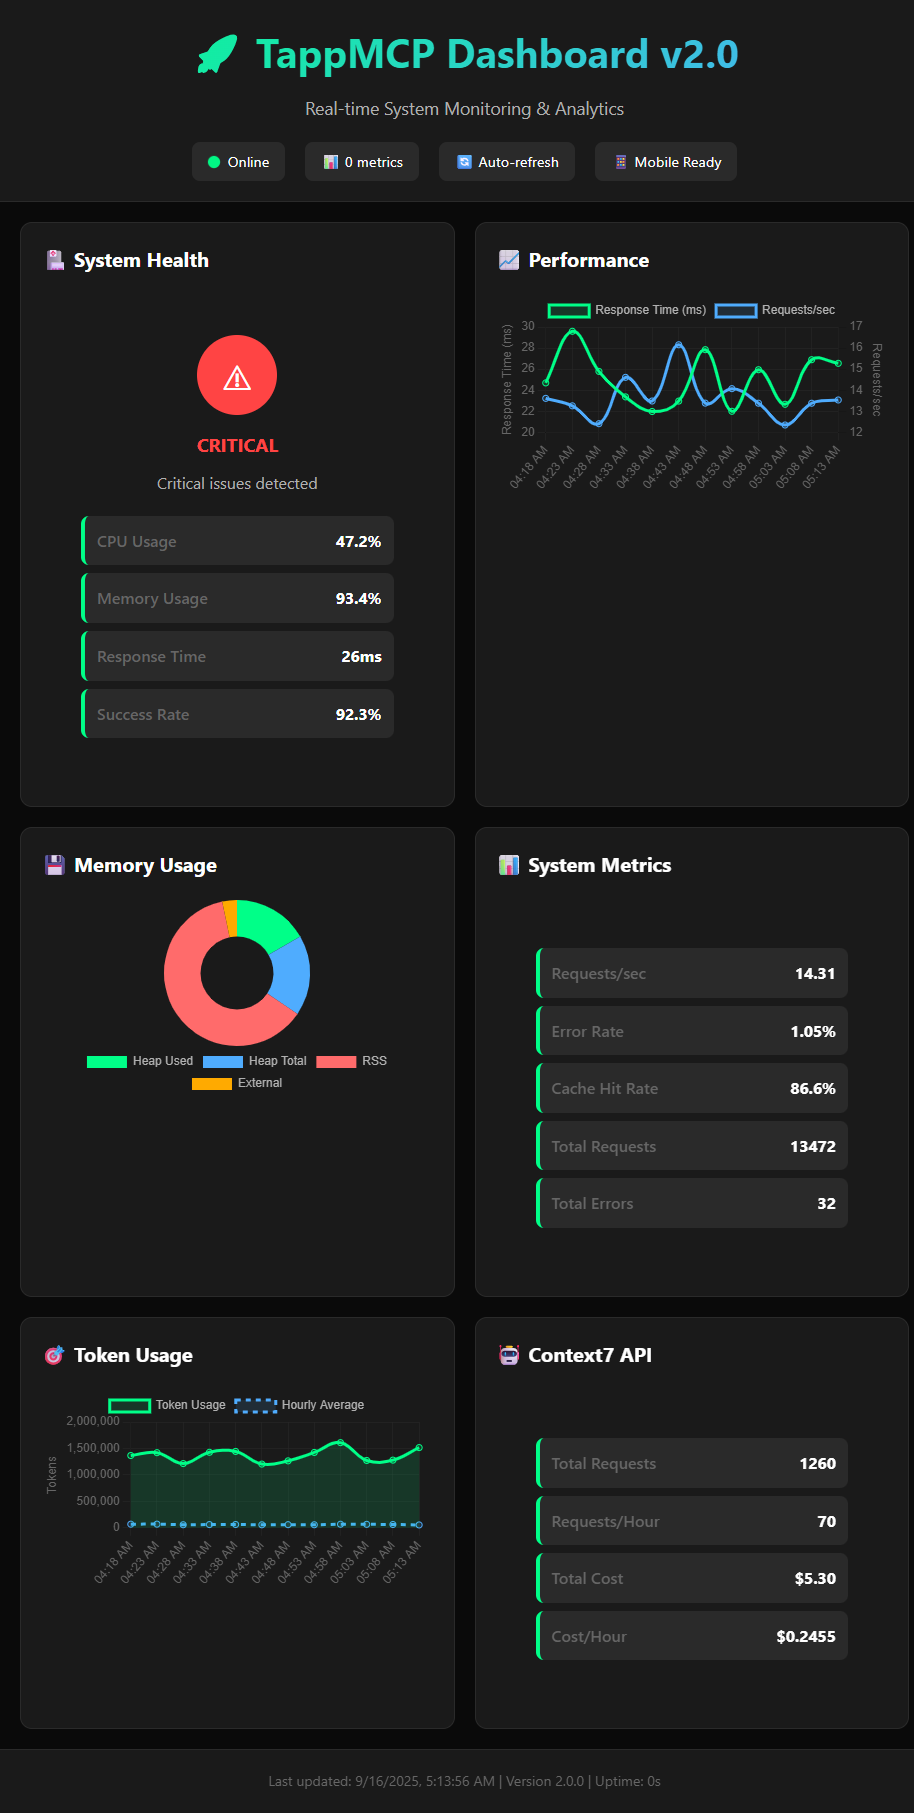 TappMCP Dashboard v2.0
Real-time System Monitoring & Analytics
Online
0 metrics
Auto-refresh
Mobile Ready
System Health
CRITICAL
Critical issues detected
CPU Usage 47.2%
Memory Usage 93.4%
Response Time 26ms
Success Rate 92.3%
Performance
Response Time (ms) Requests/sec
Response Time (ms)
30
28
26
24
22
20
17
16
15
14
13
12
Requests/sec
04:18 AM
04:23 AM
04:28 AM
04:33 AM
04:38 AM
04:43 AM
04:48 AM
04:53 AM
04:58 AM
05:03 AM
05:08 AM
05:13 AM
Memory Usage
Heap Used Heap Total RSS
External
System Metrics
Requests/sec 14.31
Error Rate 1.05%
Cache Hit Rate 86.6%
Total Requests 13472
Total Errors 32
Token Usage
Token Usage Hourly Average
Tokens
2,000,000
1,500,000
1,000,000
500,000
0
04:18 AM
04:23 AM
04:28 AM
04:33 AM
04:38 AM
04:43 AM
04:48 AM
04:53 AM
04:58 AM
05:03 AM
05:08 AM
05:13 AM
Context7 API
Total Requests 1260
Requests/Hour 70
Total Cost $5.30
Cost/Hour $0.2455
Last updated: 9/16/2025, 5:13:56 AM | Version 2.0.0 | Uptime: 0s